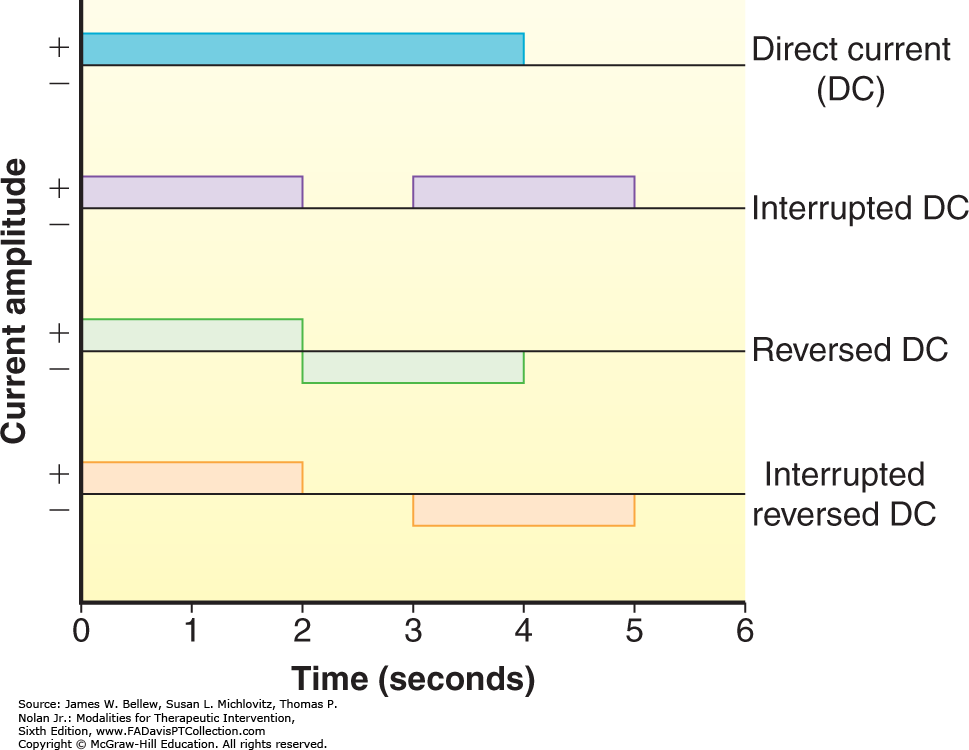 Current amplitude
+
−
Direct current
(DC)
+
−
Interrupted DC
+
−
Reversed DC
+
−
Interrupted
reversed DC
0 1 2 3 4 5 6
Time (seconds)
Source: James W. Bellew, Susan L. Michlovitz, Thomas P.
Nolan Jr.: Modalities for Therapeutic Intervention,
Sixth Edition, www.FADavisPTCollection.com
Copyright © McGraw-Hill Education. All rights reserved.